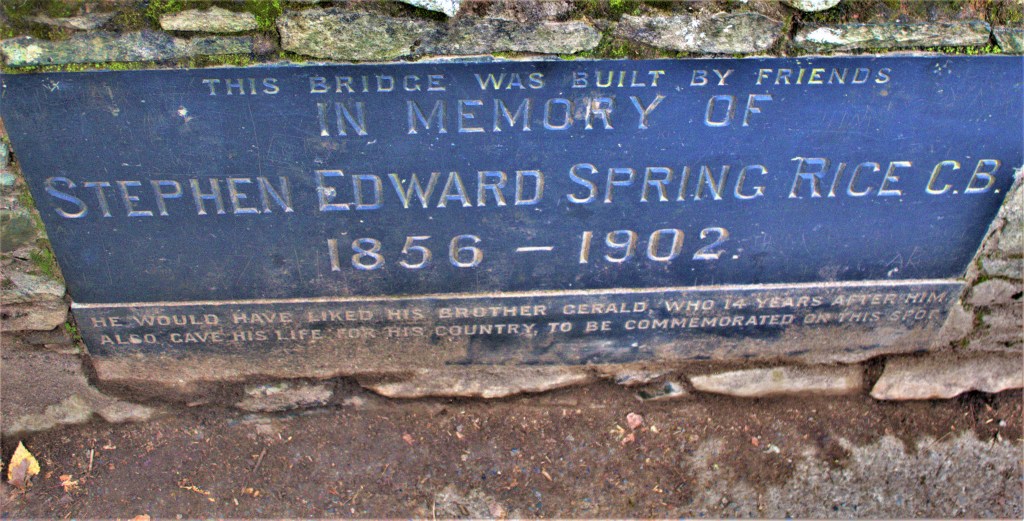 THIS BRIDGE WAS BUILT BY FRIENDS
IN MEMORY OF
STEPHEN EDWARD SPRING RICE C.B.
1856 – 1902.
HE WOULD HAVE LIKED HIS BROTHER GERALD, WHO 14 YEARS AFTER HIM,
ALSO GAVE HIS LIFE FOR HIS COUNTRY, TO BE COMMEMORATED ON THIS SPOT